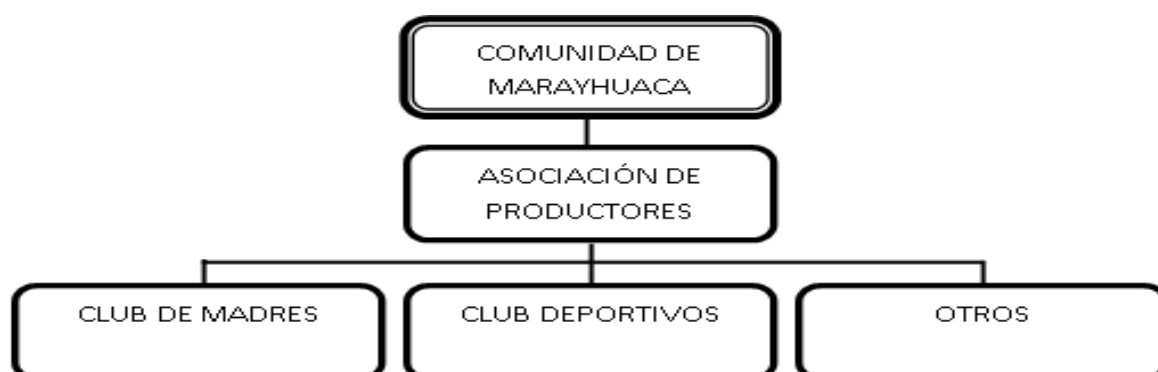 COMUNIDAD DE
MARAYHUACA
ASOCIACIÓN DE
PRODUCTORES
CLUB DE MADRES
CLUB DEPORTIVOS
OTROS